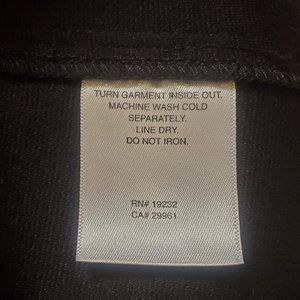 TURN GARMENT INSIDE OUT.
MACHINE WASH COLD
SEPARATELY.
LINE DRY.
DO NOT IRON.
RN# 19232
CA# 29961